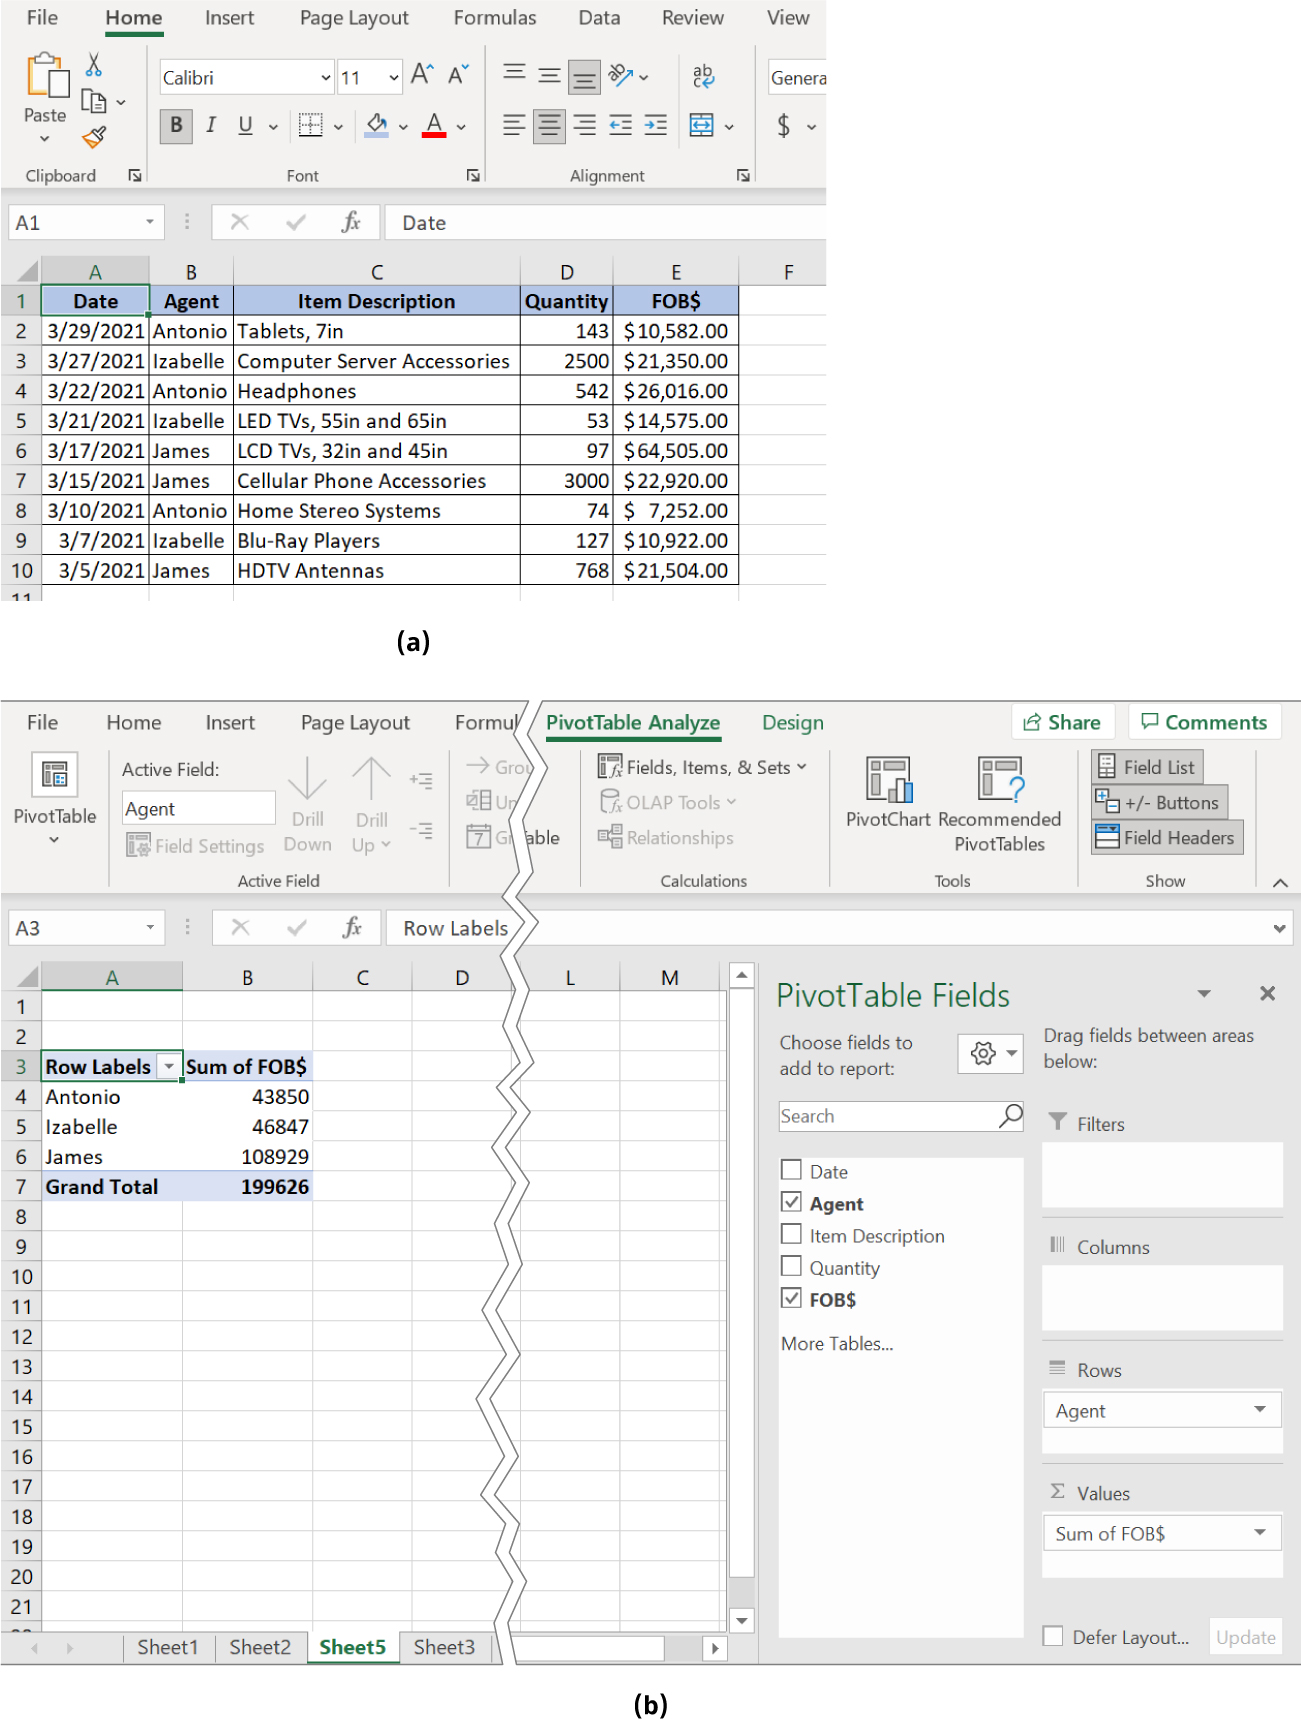 File Home Insert Page Layout Formulas Data Review View
Calibri 11 A^ Aˇ ab Genera
Paste B I U A $
Clipboard Font Alignment
A1 fx Date
A B C D E F
1 Date Agent Item Description Quantity FOB$
2 3/29/2021 Antonio Tablets, 7in 143 $10,582.00
3 3/27/2021 Izabelle Computer Server Accessories 2500 $21,350.00
4 3/22/2021 Antonio Headphones 542 $26,016.00
5 3/21/2021 Izabelle LED TVs, 55in and 65in 53 $14,575.00
6 3/17/2021 James LCD TVs, 32in and 45in 97 $64,505.00
7 3/15/2021 James Cellular Phone Accessories 3000 $22,920.00
8 3/10/2021 Antonio Home Stereo Systems 74 $ 7,252.00
9 3/7/2021 Izabelle Blu-Ray Players 127 $10,922.00
10 3/5/2021 James HDTV Antennas 768 $21,504.00
11
(a)
File Home Insert Page Layout Formul PivotTable Analyze Design Share Comments
PivotTable
Active Field:
Agent
Field Settings
Drill Down
Drill Up
Active Field
Grou
Un
7 Gr Table
Fields, Items, & Sets
OLAP Tools
Relationships
Calculations
PivotChart
Recommended PivotTables
Tools
Field List
+/- Buttons
Field Headers
Show
A3 fx Row Labels
A B C D L M
1
2
3 Row Labels Sum of FOB$
4 Antonio 43850
5 Izabelle 46847
6 James 108929
7 Grand Total 199626
8
9
10
11
12
13
14
15
16
17
18
19
20
21
Sheet1 Sheet2 Sheet5 Sheet3
PivotTable Fields
Choose fields to
add to report:
Search
Date
Agent
Item Description
Quantity
FOB$
More Tables...
Drag fields between areas
below:
Filters
Columns
Rows
Agent
Σ Values
Sum of FOB$
Defer Layout... Update
(b)